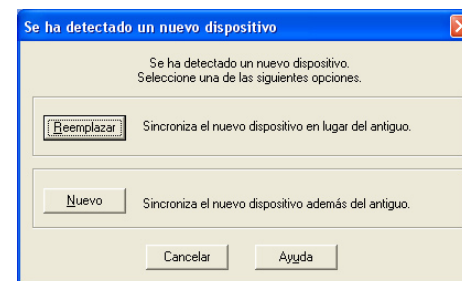 Se ha detectado un nuevo dispositivo
Se ha detectado un nuevo dispositivo.
Seleccione una de las siguientes opciones.
Reemplazar
Sincroniza el nuevo dispositivo en lugar del antiguo.
Nuevo
Sincroniza el nuevo dispositivo además del antiguo.
Cancelar
Ayuda